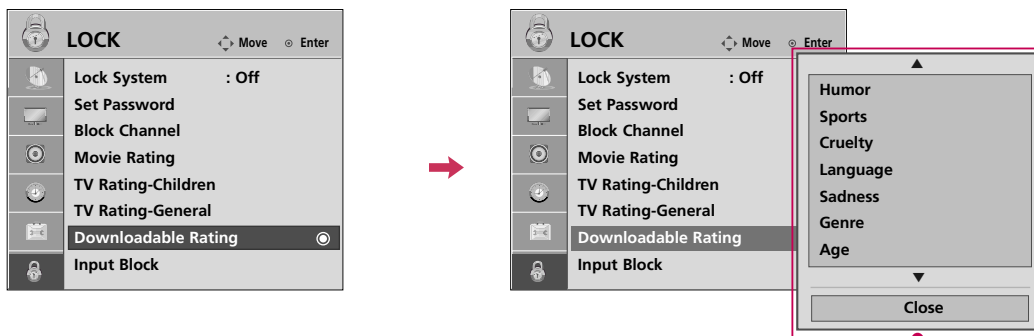 LOCK
Move Enter
Lock System : Off
Set Password
Block Channel
Movie Rating
TV Rating-Children
TV Rating-General
Downloadable Rating
Input Block
LOCK
Move Enter
Lock System : Off
Set Password
Block Channel
Movie Rating
TV Rating-Children
TV Rating-General
Downloadable Rating
Input Block
Humor
Sports
Cruelty
Language
Sadness
Genre
Age
Close